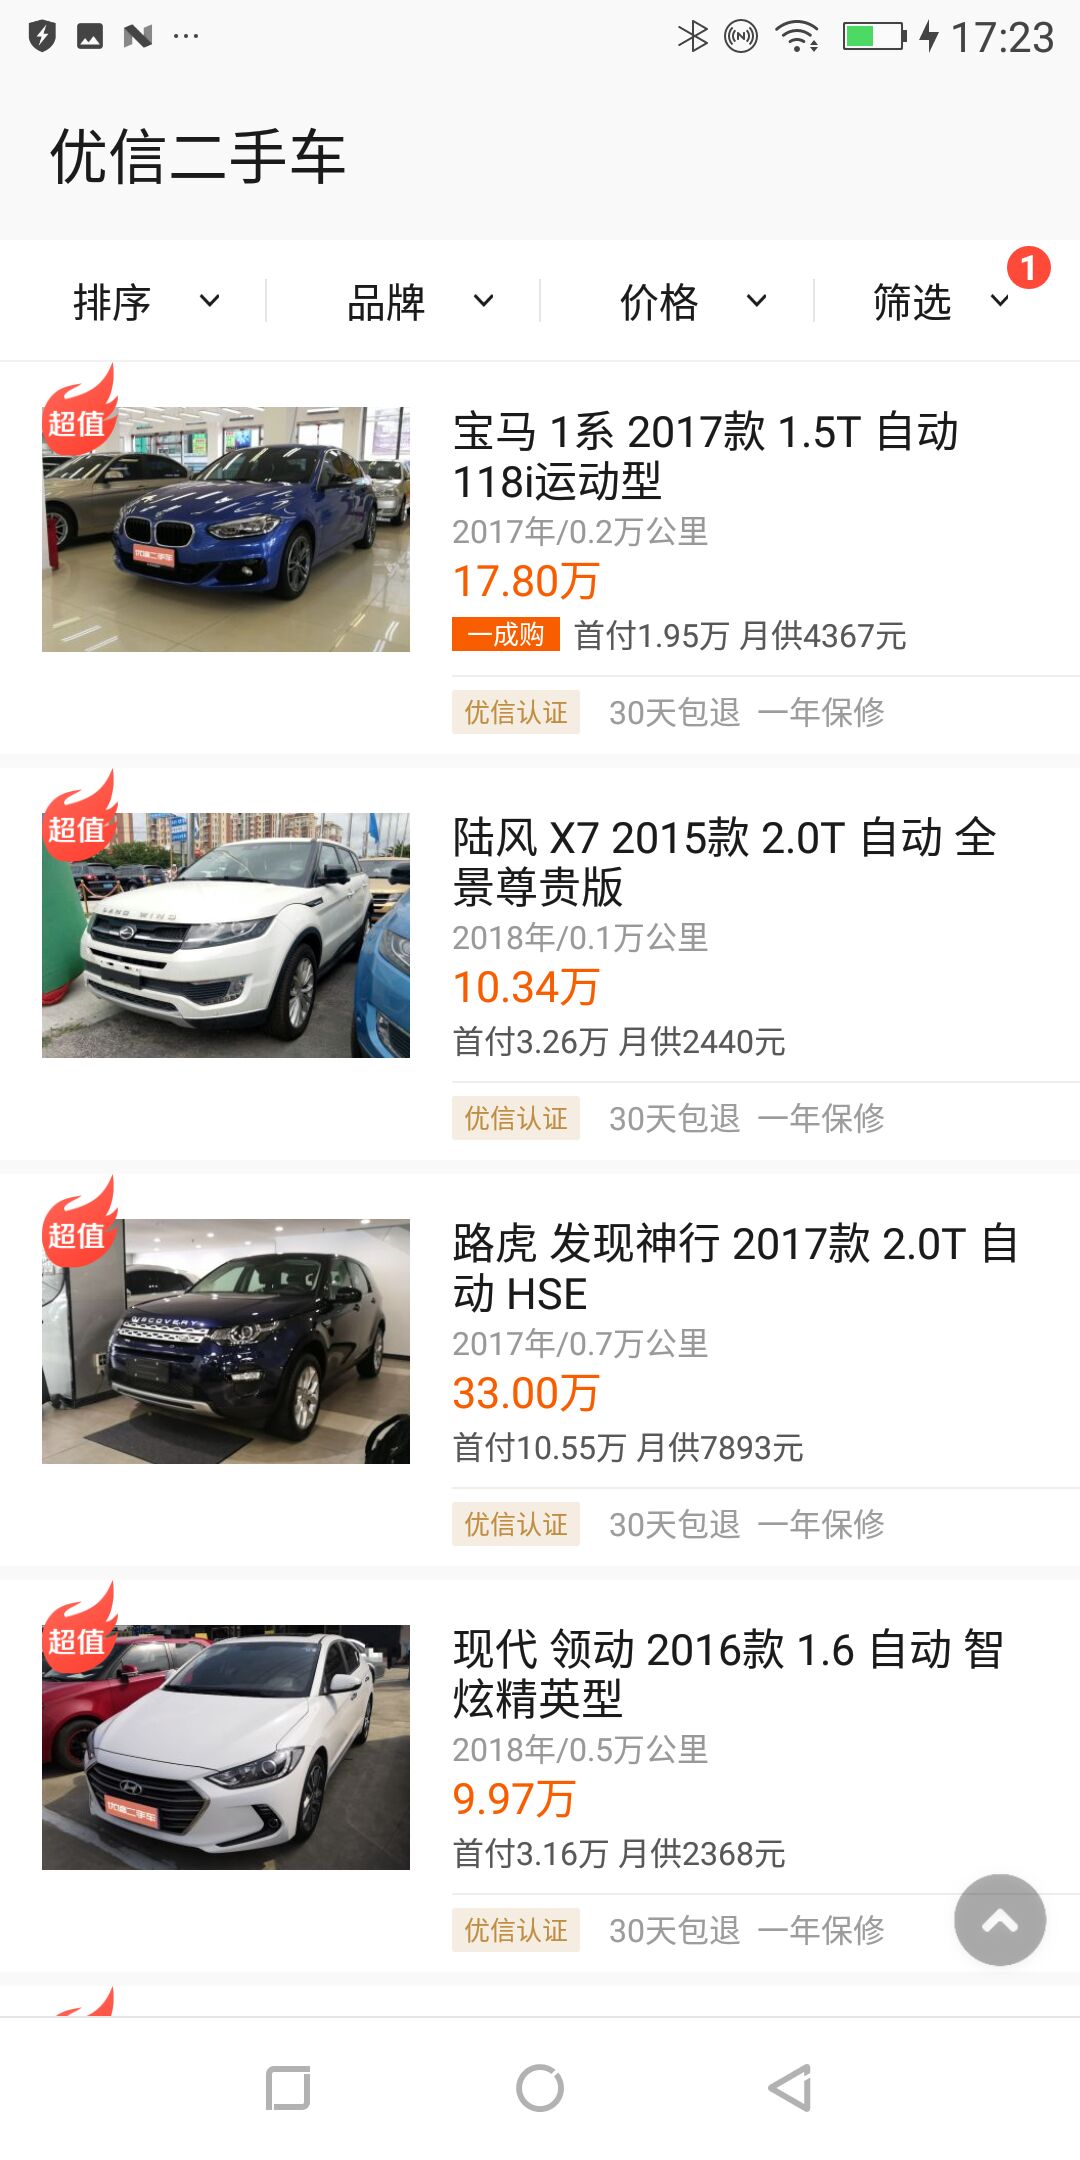 17:23
优信二手车
排序 品牌 价格 筛选 1
超值
宝马 1系 2017款 1.5T 自动
118i运动型
2017年/0.2万公里
17.80万
一成购 首付1.95万 月供4367元
优信认证 30天包退 一年保修
优信二手车
超值
陆风 X7 2015款 2.0T 自动 全
景尊贵版
2018年/0.1万公里
10.34万
首付3.26万 月供2440元
优信认证 30天包退 一年保修
LAND WIND
超值
路虎 发现神行 2017款 2.0T 自
动 HSE
2017年/0.7万公里
33.00万
首付10.55万 月供7893元
优信认证 30天包退 一年保修
DISCOVERY
超值
现代 领动 2016款 1.6 自动 智
炫精英型
2018年/0.5万公里
9.97万
首付3.16万 月供2368元
优信认证 30天包退 一年保修
优信二手车